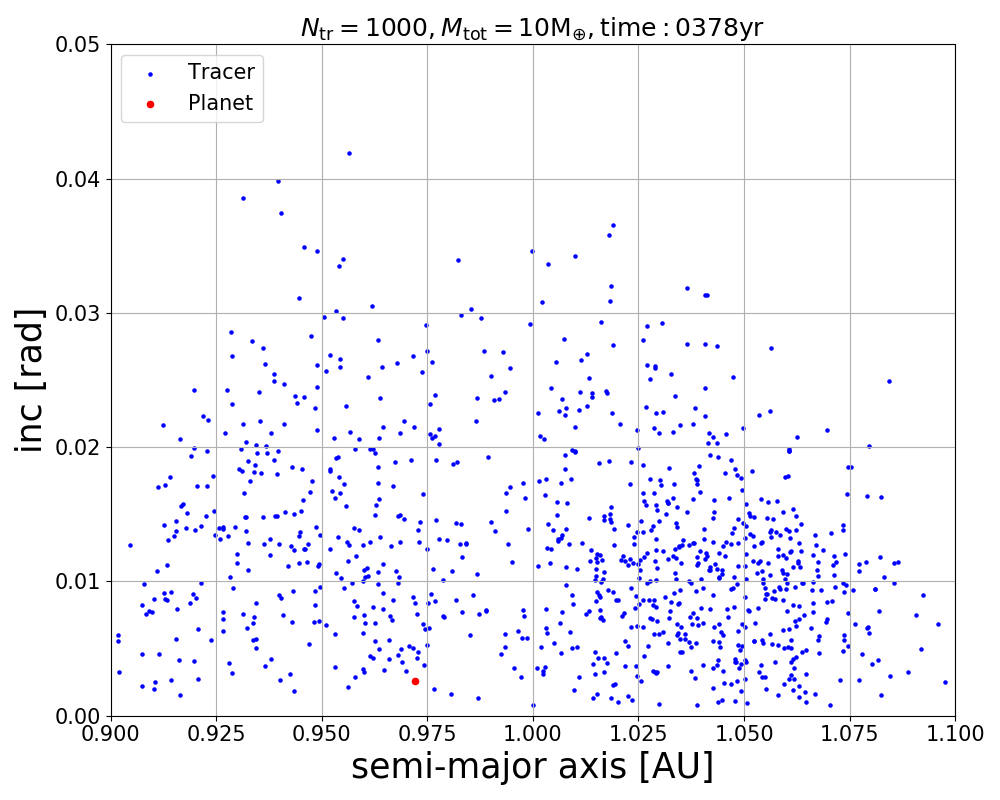 N_tr = 1000, M_tot = 10M_⊕, time : 0378yr
Tracer
Planet
0.05
0.04
0.03
0.02
0.01
0.00
inc [rad]
0.900 0.925 0.950 0.975 1.000 1.025 1.050 1.075 1.100
semi-major axis [AU]